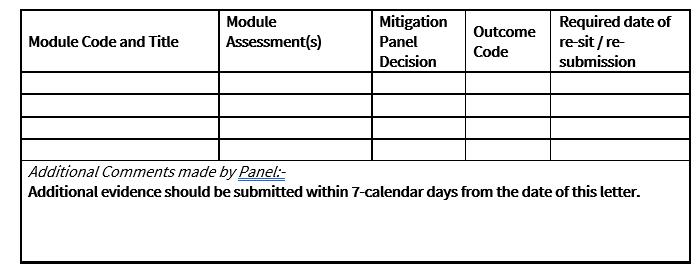 Module Code and Title
Module
Assessment(s)
Mitigation
Panel
Decision
Outcome
Code
Required date of
re-sit / re-
submission
Additional Comments made by Panel:-
Additional evidence should be submitted within 7-calendar days from the date of this letter.